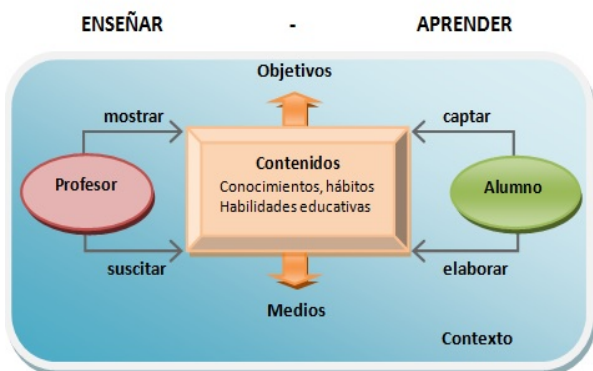 ENSEÑAR - APRENDER
Objetivos
mostrar
captar
Contenidos
Conocimientos, hábitos
Habilidades educativas
Profesor
Alumno
suscitar
elaborar
Medios
Contexto